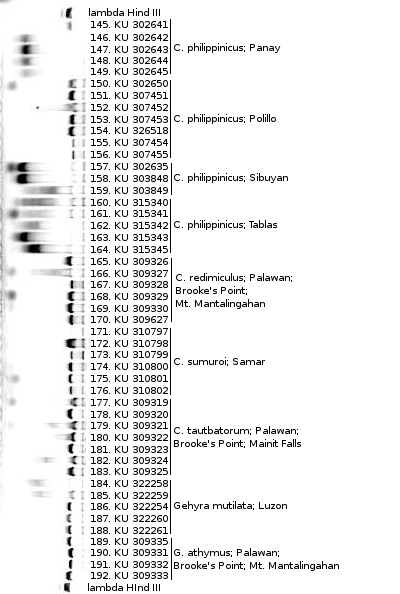 lambda Hind III
145. KU 302641
146. KU 302642
147. KU 302643
148. KU 302644
149. KU 302645
C. philippinicus; Panay
150. KU 302650
151. KU 307451
152. KU 307452
153. KU 307453
154. KU 326518
155. KU 307454
156. KU 307455
C. philippinicus; Polillo
157. KU 302635
158. KU 303848
159. KU 303849
C. philippinicus; Sibuyan
160. KU 315340
161. KU 315341
162. KU 315342
163. KU 315343
164. KU 315345
C. philippinicus; Tablas
165. KU 309326
166. KU 309327
167. KU 309328
168. KU 309329
169. KU 309330
170. KU 309627
C. redimiculus; Palawan;
Brooke's Point;
Mt. Mantalingahan
171. KU 310797
172. KU 310798
173. KU 310799
174. KU 310800
175. KU 310801
176. KU 310802
C. sumuroi; Samar
177. KU 309319
178. KU 309320
179. KU 309321
180. KU 309322
181. KU 309323
182. KU 309324
183. KU 309325
C. tautbatorum; Palawan;
Brooke's Point; Mainit Falls
184. KU 322258
185. KU 322259
186. KU 322254
187. KU 322260
188. KU 322261
Gehyra mutilata; Luzon
189. KU 309335
190. KU 309331
191. KU 309332
192. KU 309333
G. athymus; Palawan;
Brooke's Point; Mt. Mantalingahan
lambda HInd III